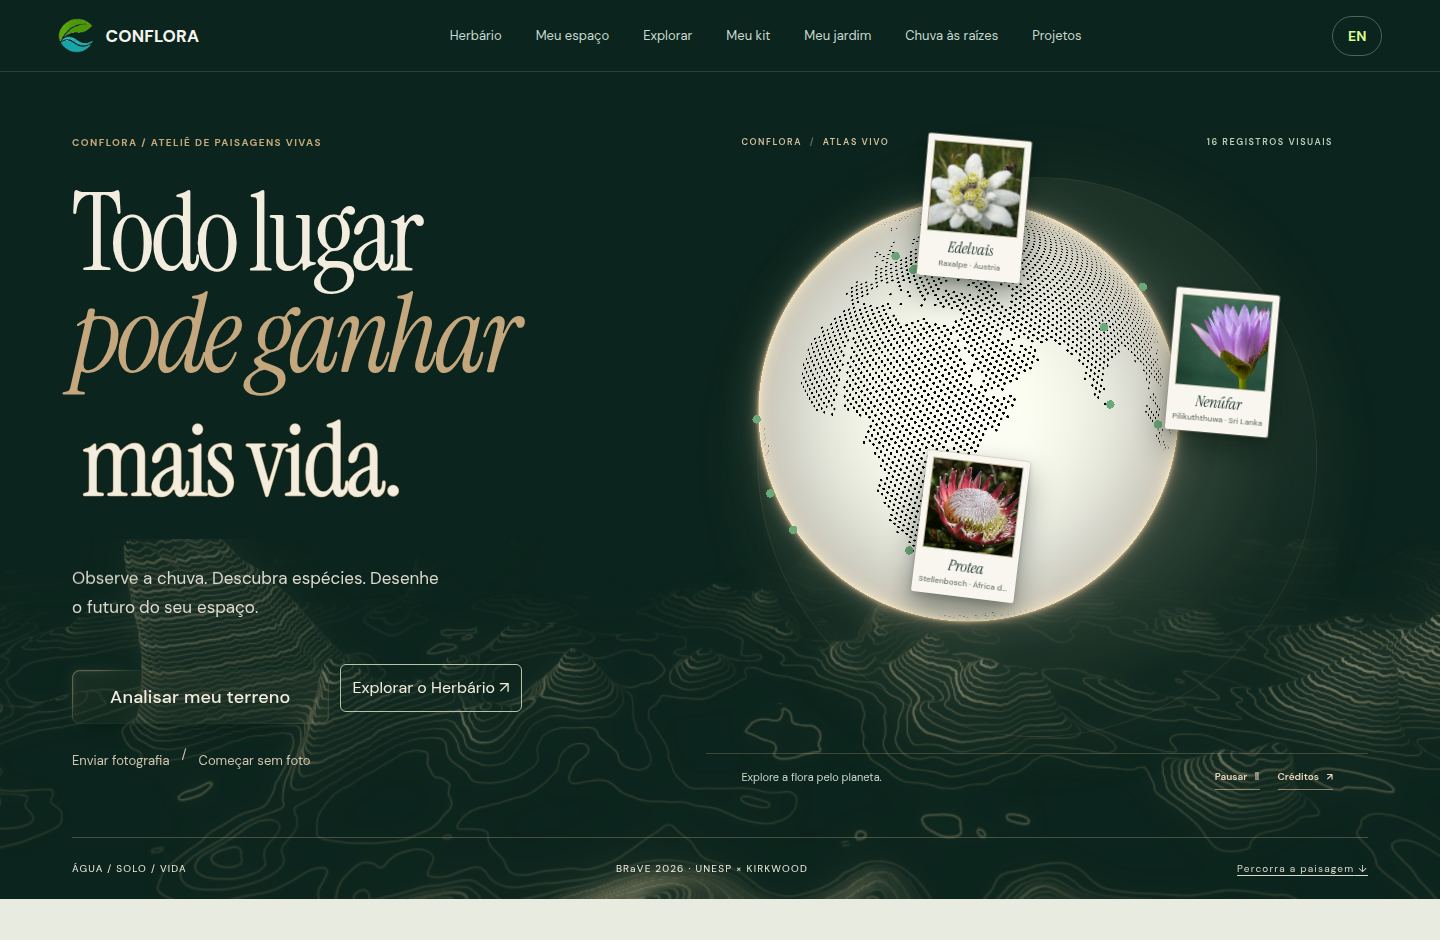 CONFLORA
Herbário
Meu espaço
Explorar
Meu kit
Meu jardim
Chuva às raízes
Projetos
EN
CONFLORA / ATELIÊ DE PAISAGENS VIVAS
Todo lugar
pode ganhar
mais vida.
Observe a chuva. Descubra espécies. Desenhe
o futuro do seu espaço.
Analisar meu terreno
Explorar o Herbário ↗
Enviar fotografia / Começar sem foto
CONFLORA / ATLAS VIVO
16 REGISTROS VISUAIS
Edelvais
Raxalpe · Áustria
Nenúfar
Pilikuththuwa · Sri Lanka
Protea
Stellenbosch · África d...
Explore a flora pelo planeta.
Pausar
Créditos ↗
ÁGUA / SOLO / VIDA
BRaVE 2026 · UNESP × KIRKWOOD
Percorra a paisagem ↓